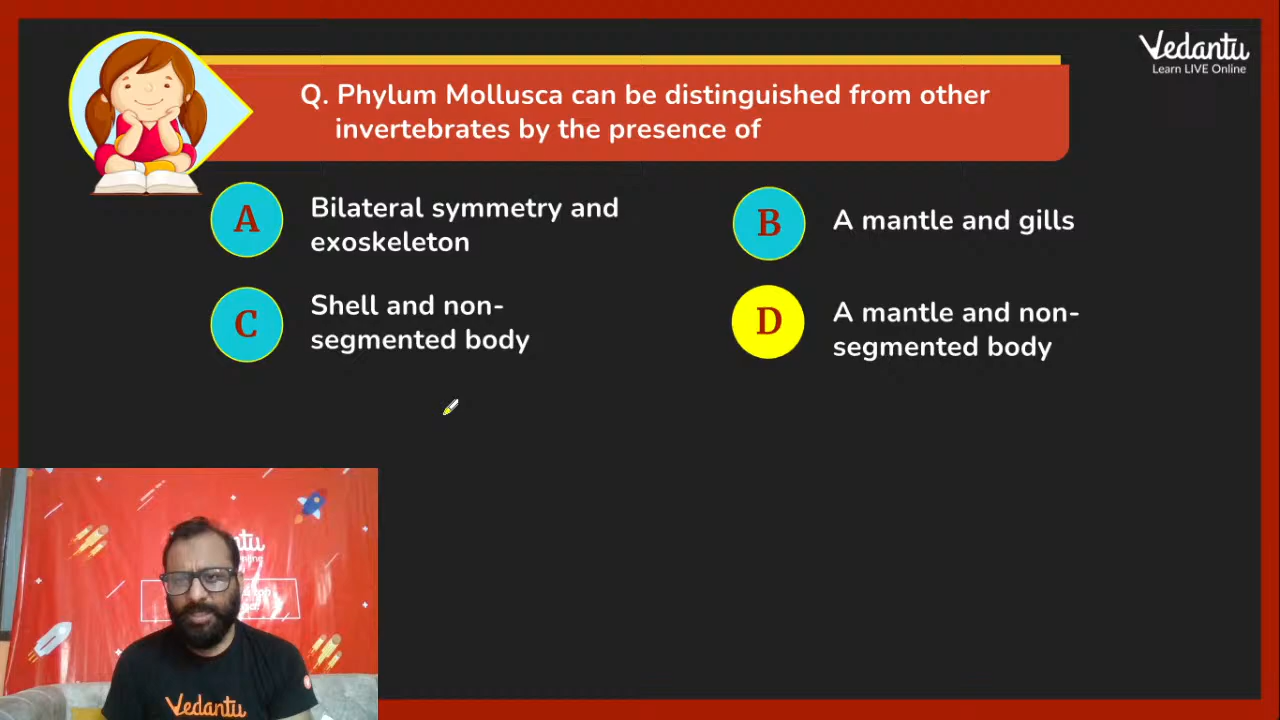 Vedantu
Learn LIVE Online
Q. Phylum Mollusca can be distinguished from other
invertebrates by the presence of
A
Bilateral symmetry and
exoskeleton
B
A mantle and gills
C
Shell and non-
segmented body
D
A mantle and non-
segmented body
Vedantu